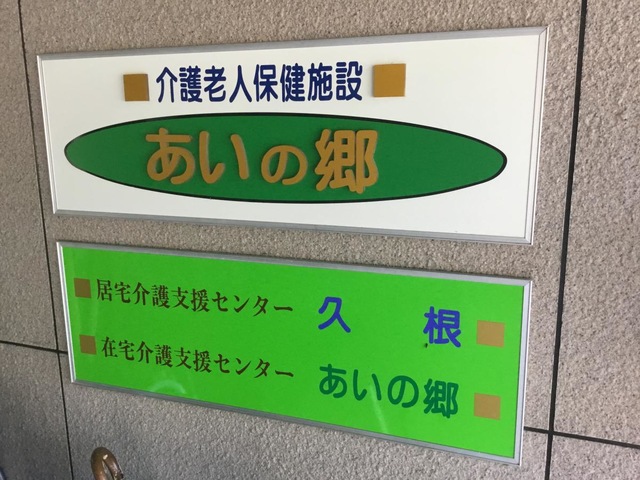 介護老人保健施設
あいの郷
居宅介護支援センター 久根
在宅介護支援センター あいの郷